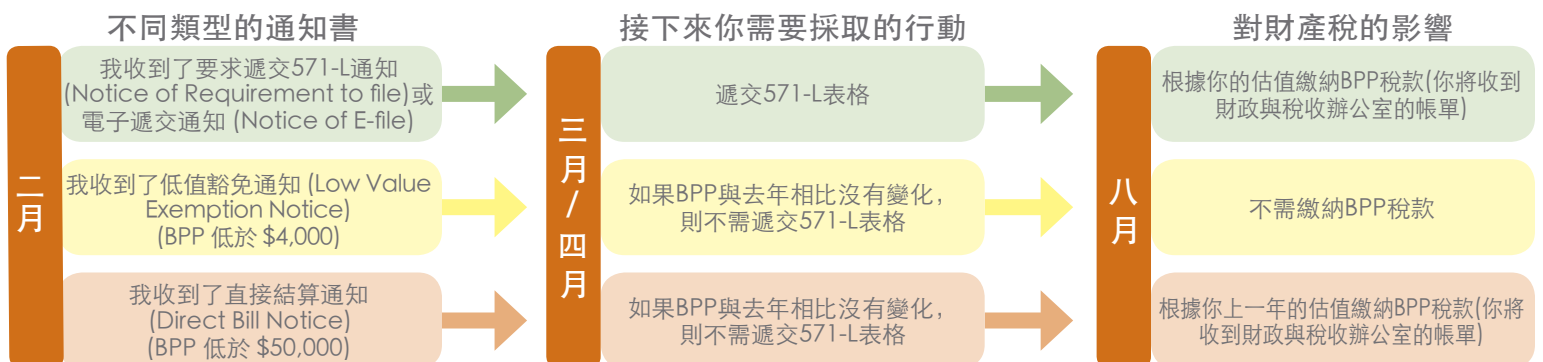 不同類型的通知書
接下來你需要採取的行動
對財產稅的影響
二月
我收到了要求遞交571-L通知
(Notice of Requirement to file)或
電子遞交通知 (Notice of E-file)
三月/四月
遞交571-L表格
八月
根據你的估值繳納BPP稅款(你將收到
財政與稅收辦公室的帳單)
我收到了低值豁免通知 (Low Value
Exemption Notice)
(BPP 低於 $4,000)
如果BPP與去年相比沒有變化，
則不需遞交571-L表格
不需繳納BPP稅款
我收到了直接結算通知
(Direct Bill Notice)
(BPP 低於 $50,000)
如果BPP與去年相比沒有變化，
則不需遞交571-L表格
根據你上一年的估值繳納BPP稅款(你將
收到財政與稅收辦公室的帳單)